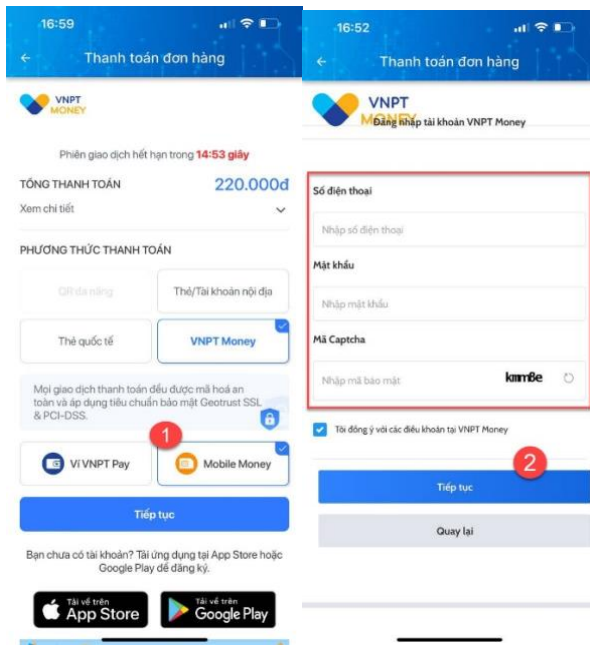 16:59
Thanh toán đơn hàng
VNPT
MONEY
Phiên giao dịch hết hạn trong 14:53 giây
TỔNG THANH TOÁN
220.000đ
Xem chi tiết
PHƯƠNG THỨC THANH TOÁN
QR đa năng
Thẻ/Tài khoản nội địa
Thẻ quốc tế
VNPT Money
Mọi giao dịch thanh toán đều được mã hoá an
toàn và áp dụng tiêu chuẩn bảo mật Geotrust SSL
& PCI-DSS.
1
Ví VNPT Pay
Mobile Money
Tiếp tục
Bạn chưa có tài khoản? Tải ứng dụng tại App Store hoặc
Google Play để đăng ký.
Tải về trên
App Store
Tải về trên
Google Play
16:52
Thanh toán đơn hàng
VNPT
MONEY
Đăng nhập tài khoản VNPT Money
Số điện thoại
Nhập số điện thoại
Mật khẩu
Nhập mật khẩu
Mã Captcha
Nhập mã bảo mật
Tôi đồng ý với các điều khoản tại VNPT Money
2
Tiếp tục
Quay lại